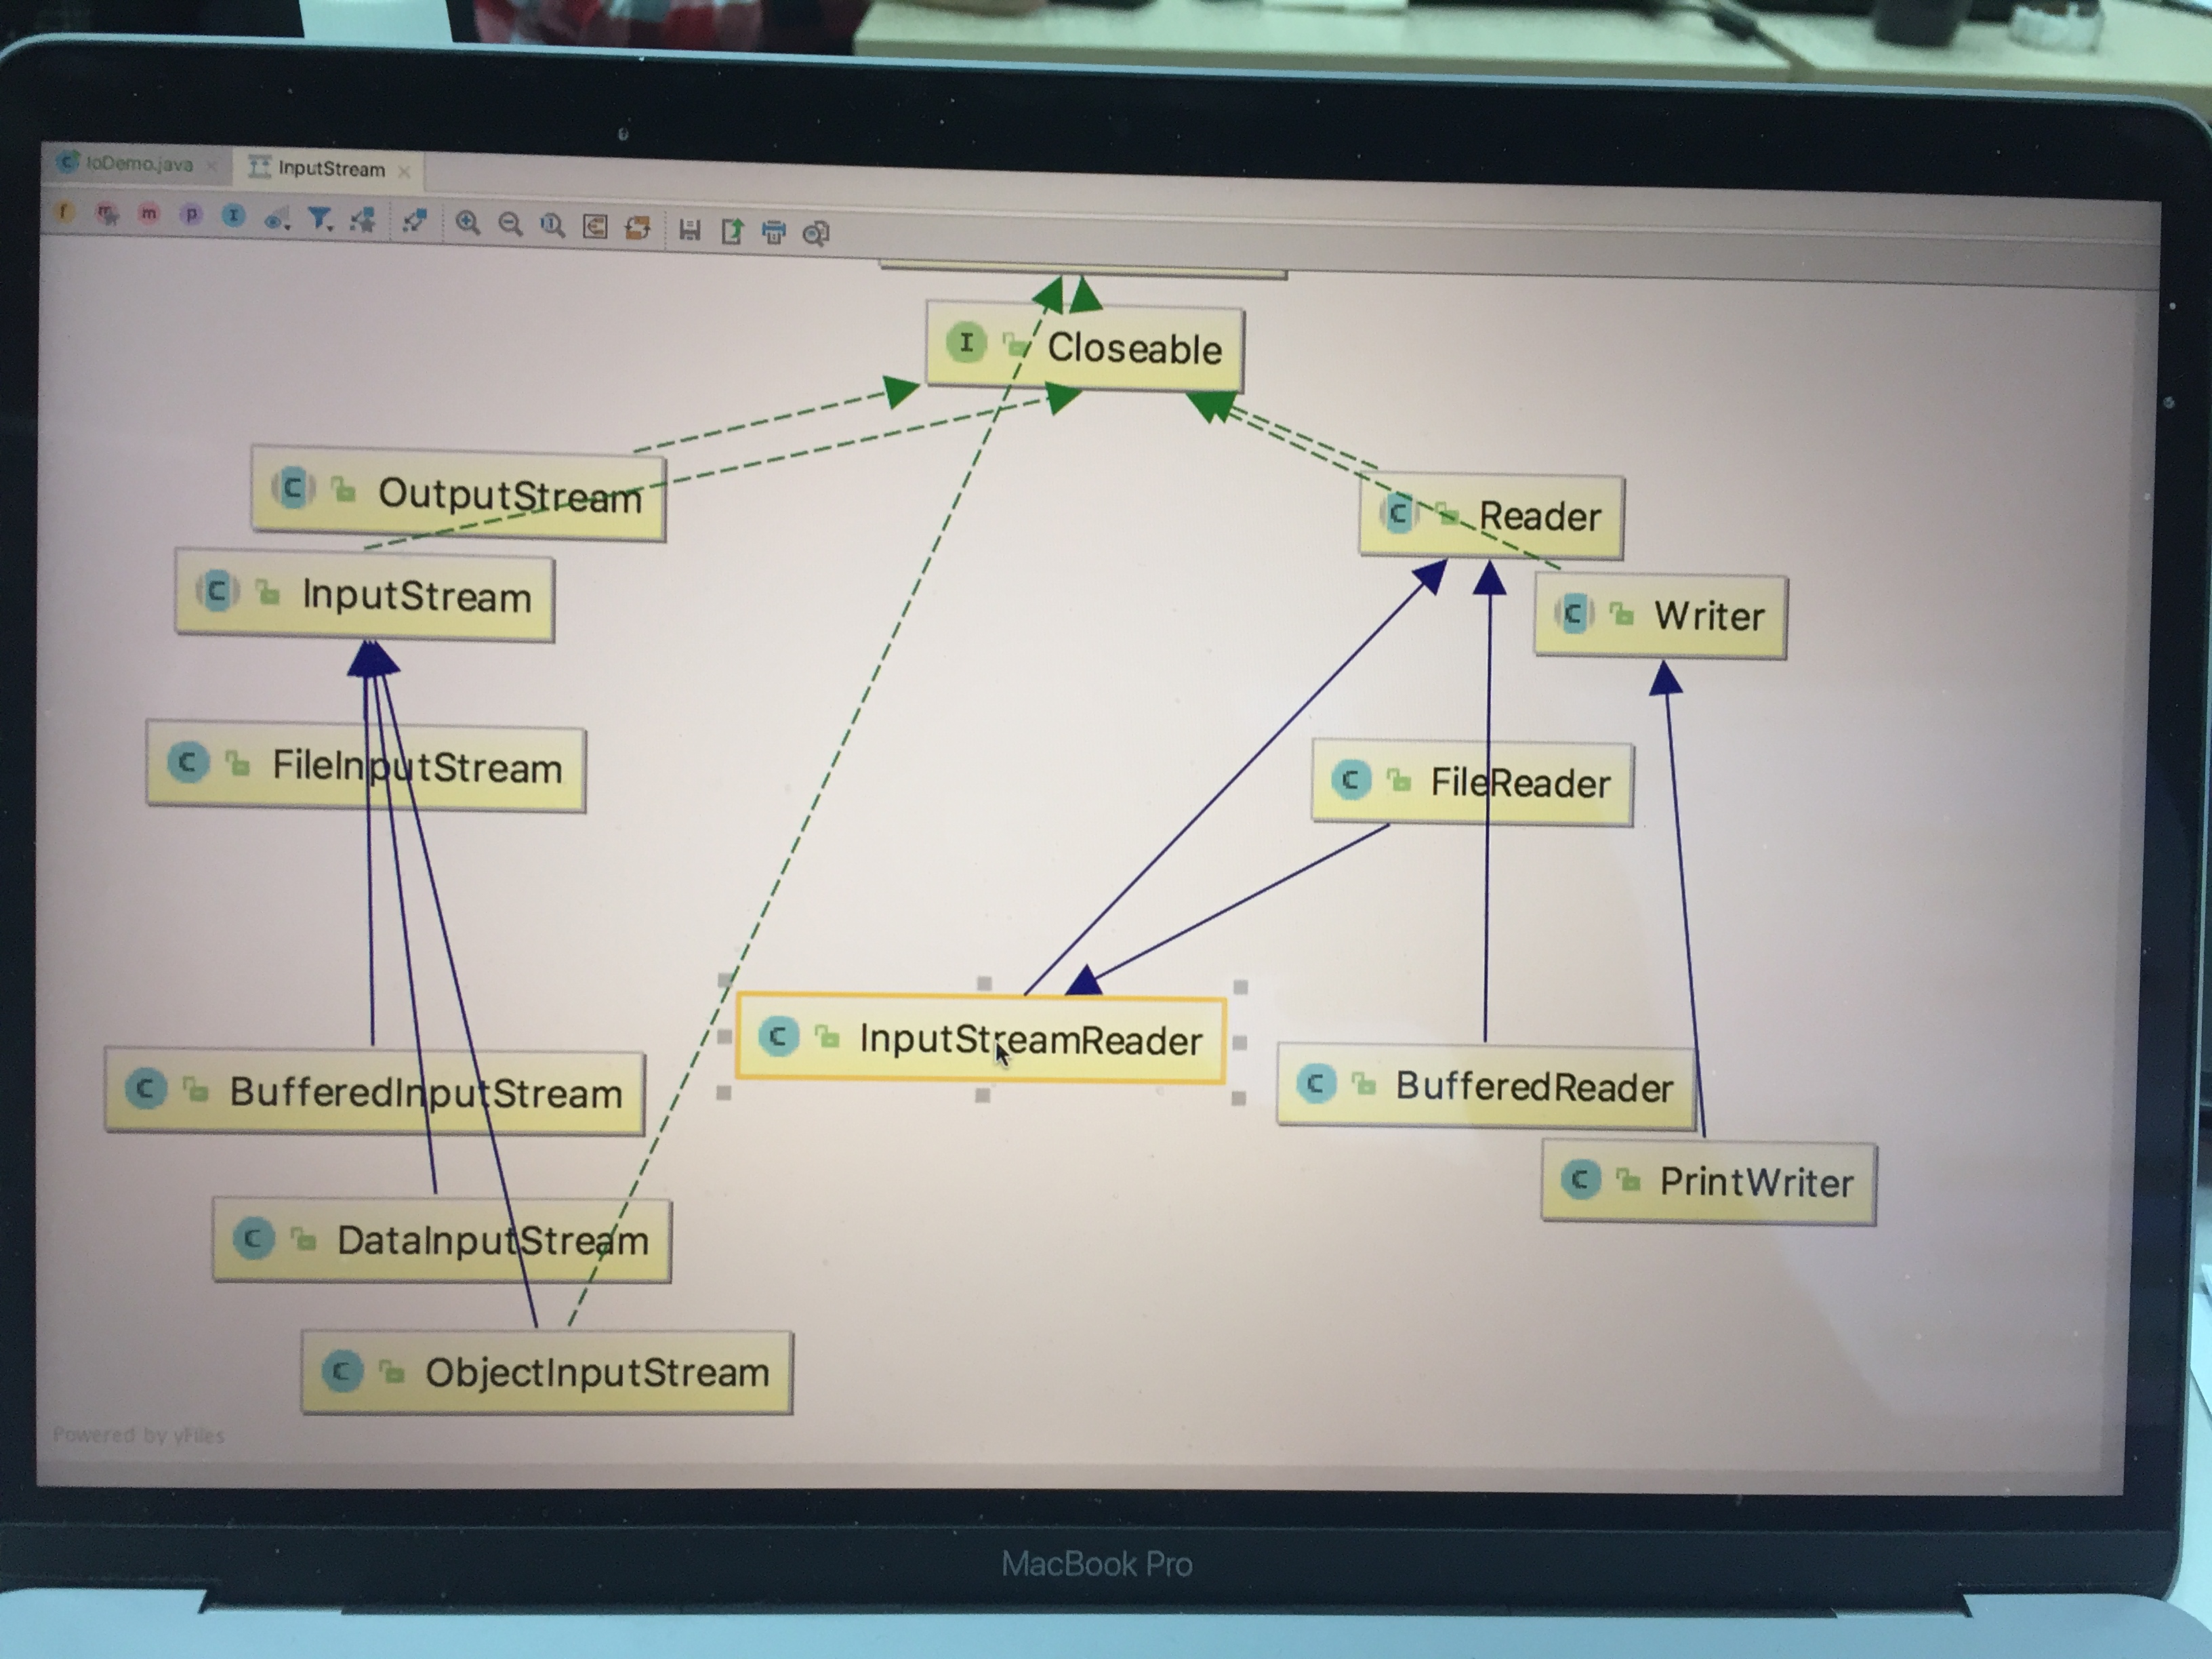 IoDemo.java
InputStream
Closeable
OutputStream
Reader
InputStream
Writer
FileInputStream
FileReader
InputStreamReader
BufferedInputStream
BufferedReader
PrintWriter
DataInputStream
ObjectInputStream
Powered by yFiles
MacBook Pro